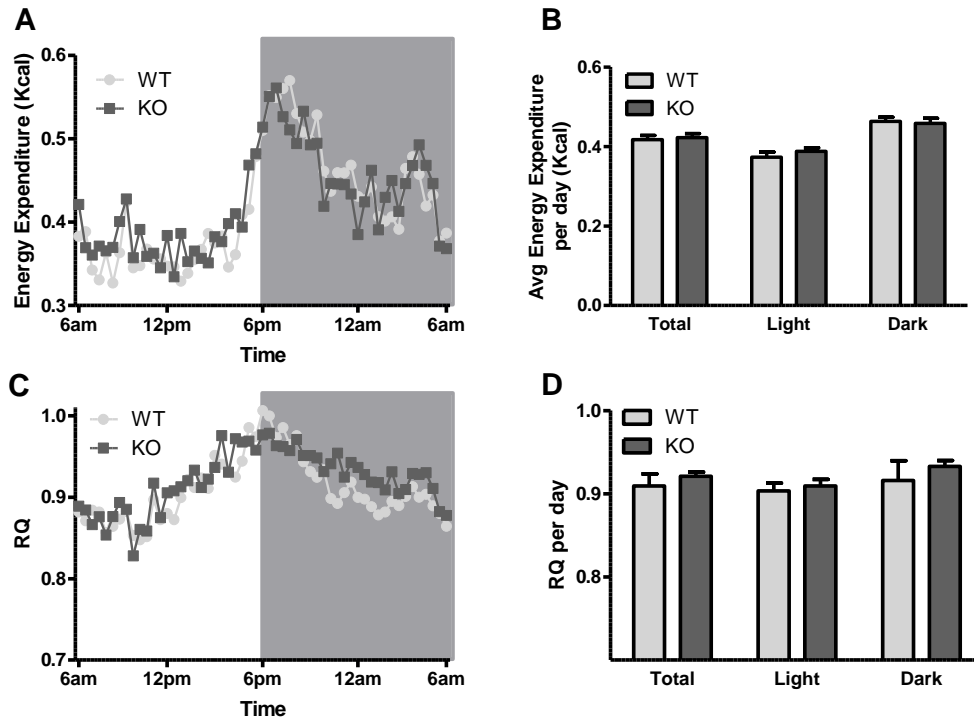 A
Energy Expenditure (Kcal)
0.6
0.5
0.4
0.3
WT
KO
6am
12pm
6pm
12am
6am
Time
B
Avg Energy Expenditure
per day (Kcal)
0.6
0.4
0.2
0.0
WT
KO
Total
Light
Dark
C
RQ
1.0
0.9
0.8
0.7
WT
KO
6am
12pm
6pm
12am
6am
Time
D
RQ per day
1.0
0.9
0.8
WT
KO
Total
Light
Dark